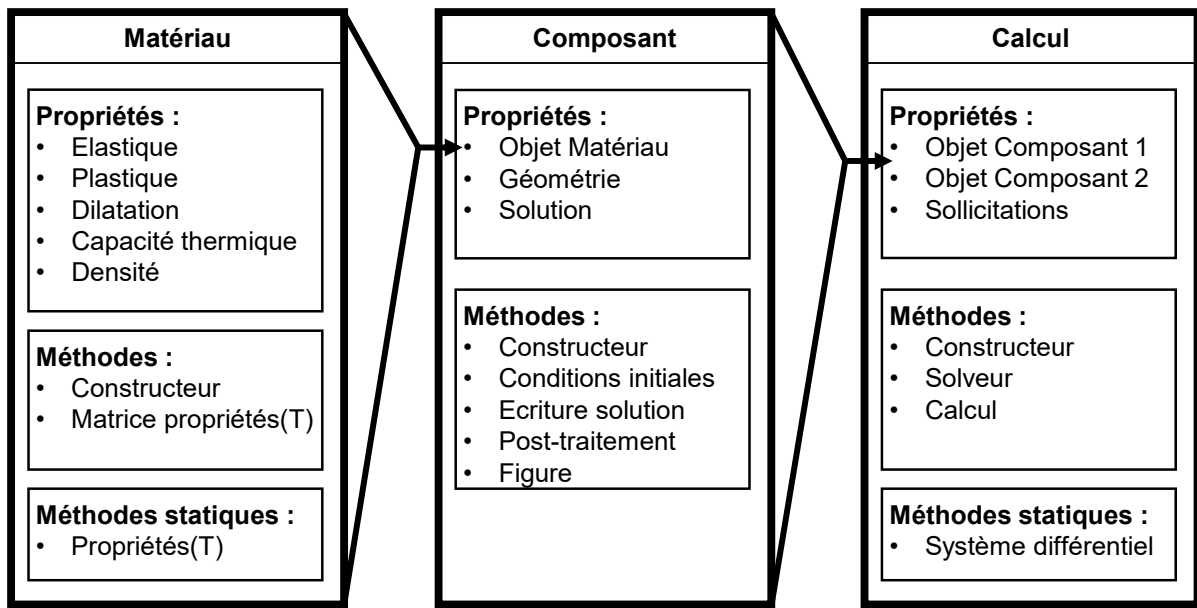 Matériau
Propriétés :
• Elastique
• Plastique
• Dilatation
• Capacité thermique
• Densité
Méthodes :
• Constructeur
• Matrice propriétés(T)
Méthodes statiques :
• Propriétés(T)
Composant
Propriétés :
• Objet Matériau
• Géométrie
• Solution
Méthodes :
• Constructeur
• Conditions initiales
• Ecriture solution
• Post-traitement
• Figure
Calcul
Propriétés :
• Objet Composant 1
• Objet Composant 2
• Sollicitations
Méthodes :
• Constructeur
• Solveur
• Calcul
Méthodes statiques :
• Système différentiel